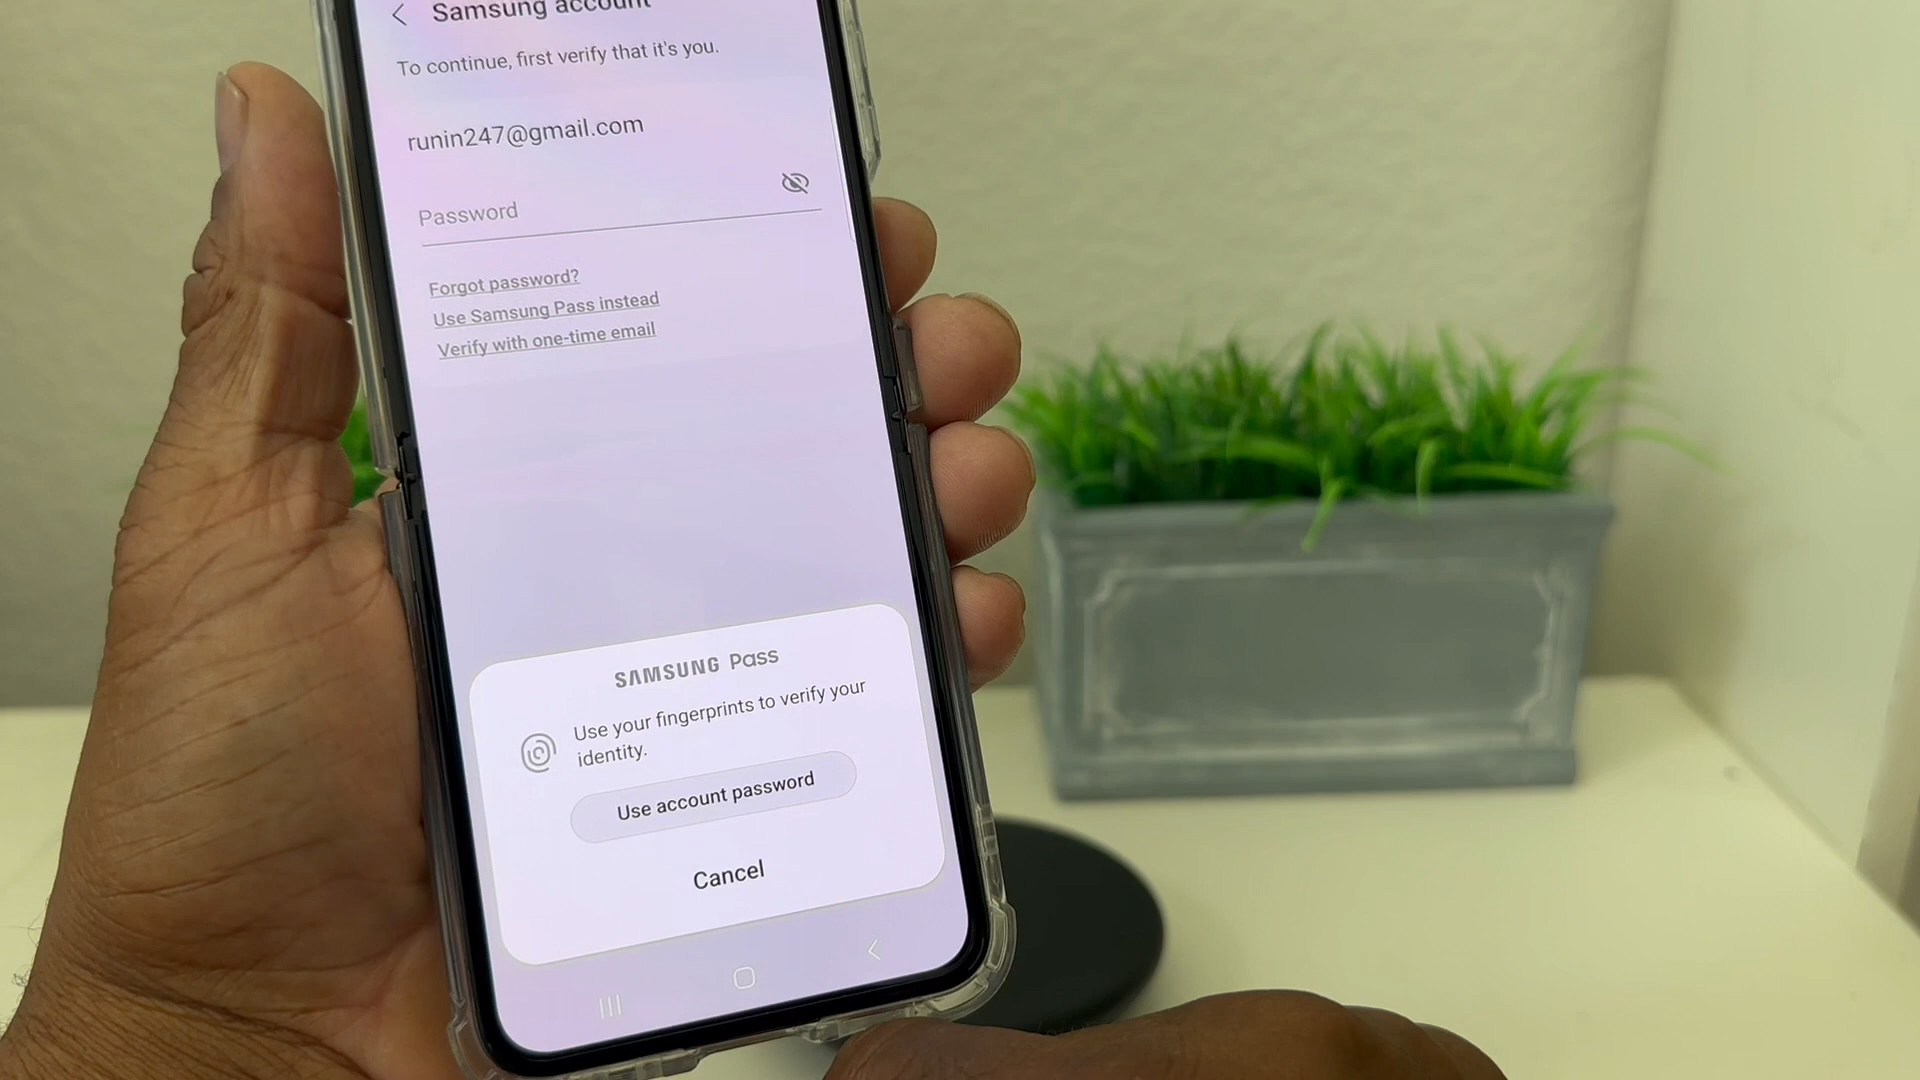 Samsung account
To continue, first verify that it's you.
runin247@gmail.com
Password
Forgot password?
Use Samsung Pass instead
Verify with one-time email
SAMSUNG Pass
Use your fingerprints to verify your
identity.
Use account password
Cancel